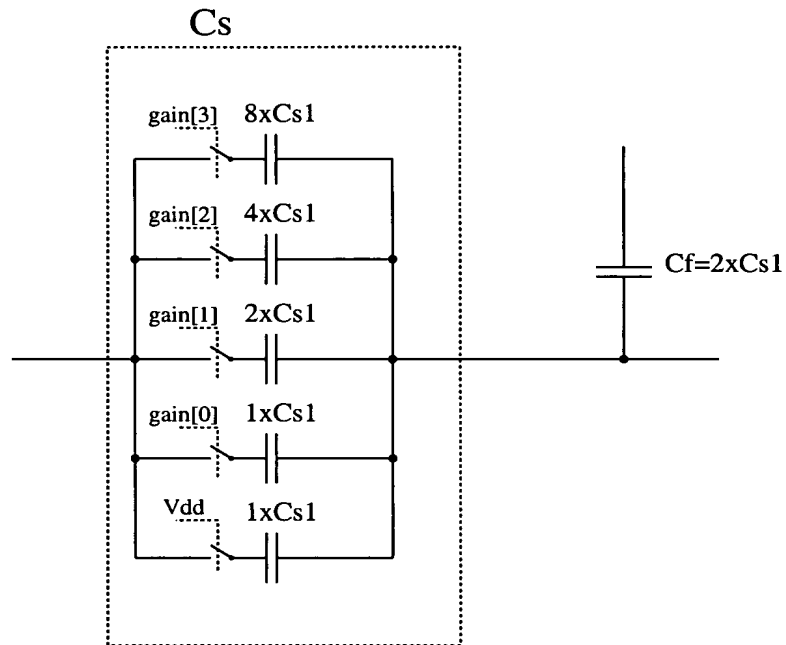 Cs
gain[3] 8xCs1
gain[2] 4xCs1
Cf=2xCs1
gain[1] 2xCs1
gain[0] 1xCs1
Vdd 1xCs1